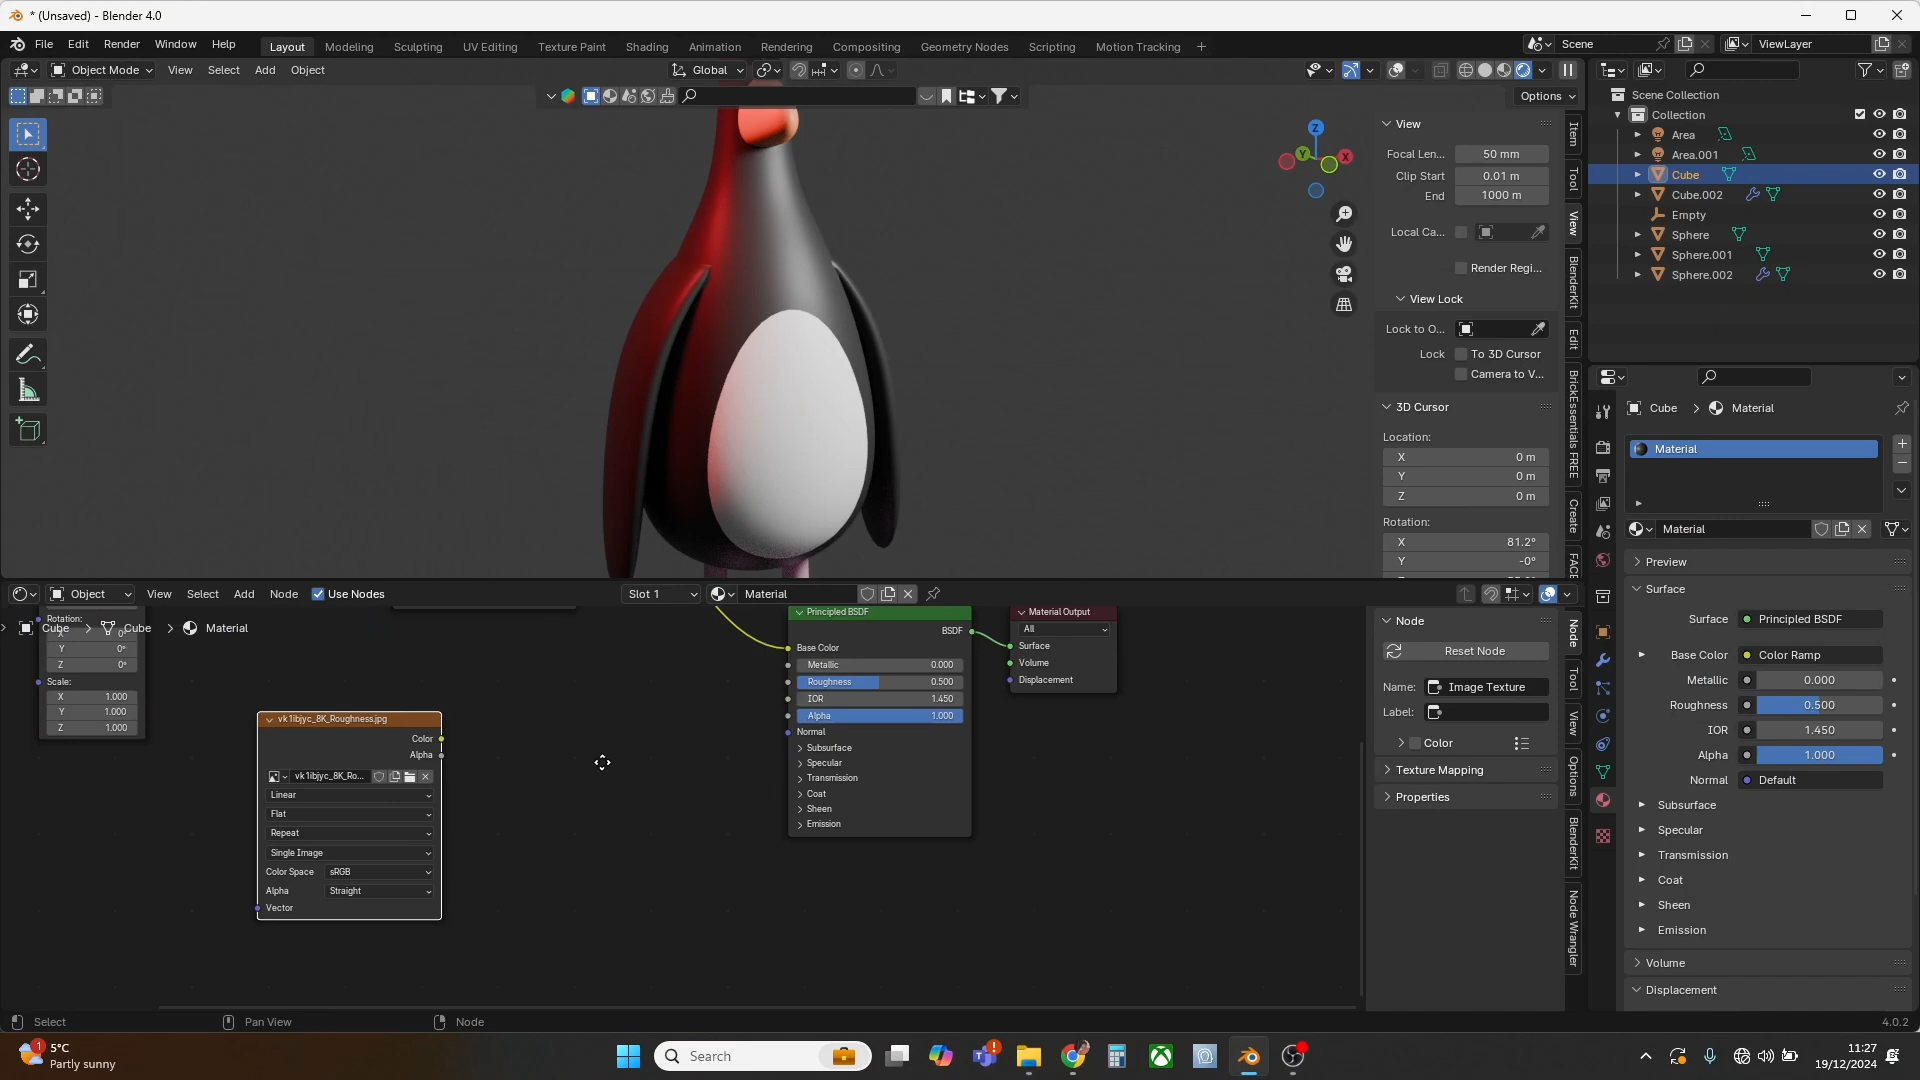 * (Unsaved) - Blender 4.0
File Edit Render Window Help Layout Modeling Sculpting UV Editing Texture Paint Shading Animation Rendering Compositing Geometry Nodes Scripting Motion Tracking + Scene ViewLayer
Object Mode View Select Add Object Global
Options
Scene Collection
Collection
Area
Area.001
Cube
Cube.002
Empty
Sphere
Sphere.001
Sphere.002
Z
Y
X
View
Focal Len... 50 mm
Clip Start 0.01 m
End 1000 m
Local Ca...
Render Regi...
View Lock
Lock to O...
Lock To 3D Cursor
Camera to V...
3D Cursor
Location:
X 0 m
Y 0 m
Z 0 m
Rotation:
X 81.2°
Y -0°
Item
Tool
View
BlenderKit
Edit
BrickEssentials FREE
Create
FACE
Object View Select Add Node Use Nodes Slot 1 Material
Cube Cube Material
Rotation:
X 0°
Y 0°
Z 0°
Scale:
X 1.000
Y 1.000
Z 1.000
vk1ibjyc_8K_Roughness.jpg
Color
Alpha
vk1ibjyc_8K_Ro...
Linear
Flat
Repeat
Single Image
Color Space sRGB
Alpha Straight
Vector
Principled BSDF
BSDF
Base Color
Metallic 0.000
Roughness 0.500
IOR 1.450
Alpha 1.000
Normal
Subsurface
Specular
Transmission
Coat
Sheen
Emission
Material Output
All
Surface
Volume
Displacement
Node
Reset Node
Name: Image Texture
Label:
Color
Texture Mapping
Properties
Node
Tool
View
Options
BlenderKit
Node Wrangler
Cube Material
Material
Material
Preview
Surface
Surface Principled BSDF
Base Color Color Ramp
Metallic 0.000
Roughness 0.500
IOR 1.450
Alpha 1.000
Normal Default
Subsurface
Specular
Transmission
Coat
Sheen
Emission
Volume
Displacement
Select Pan View Node 4.0.2
1
5°C
Partly sunny
Search
11:27
19/12/2024